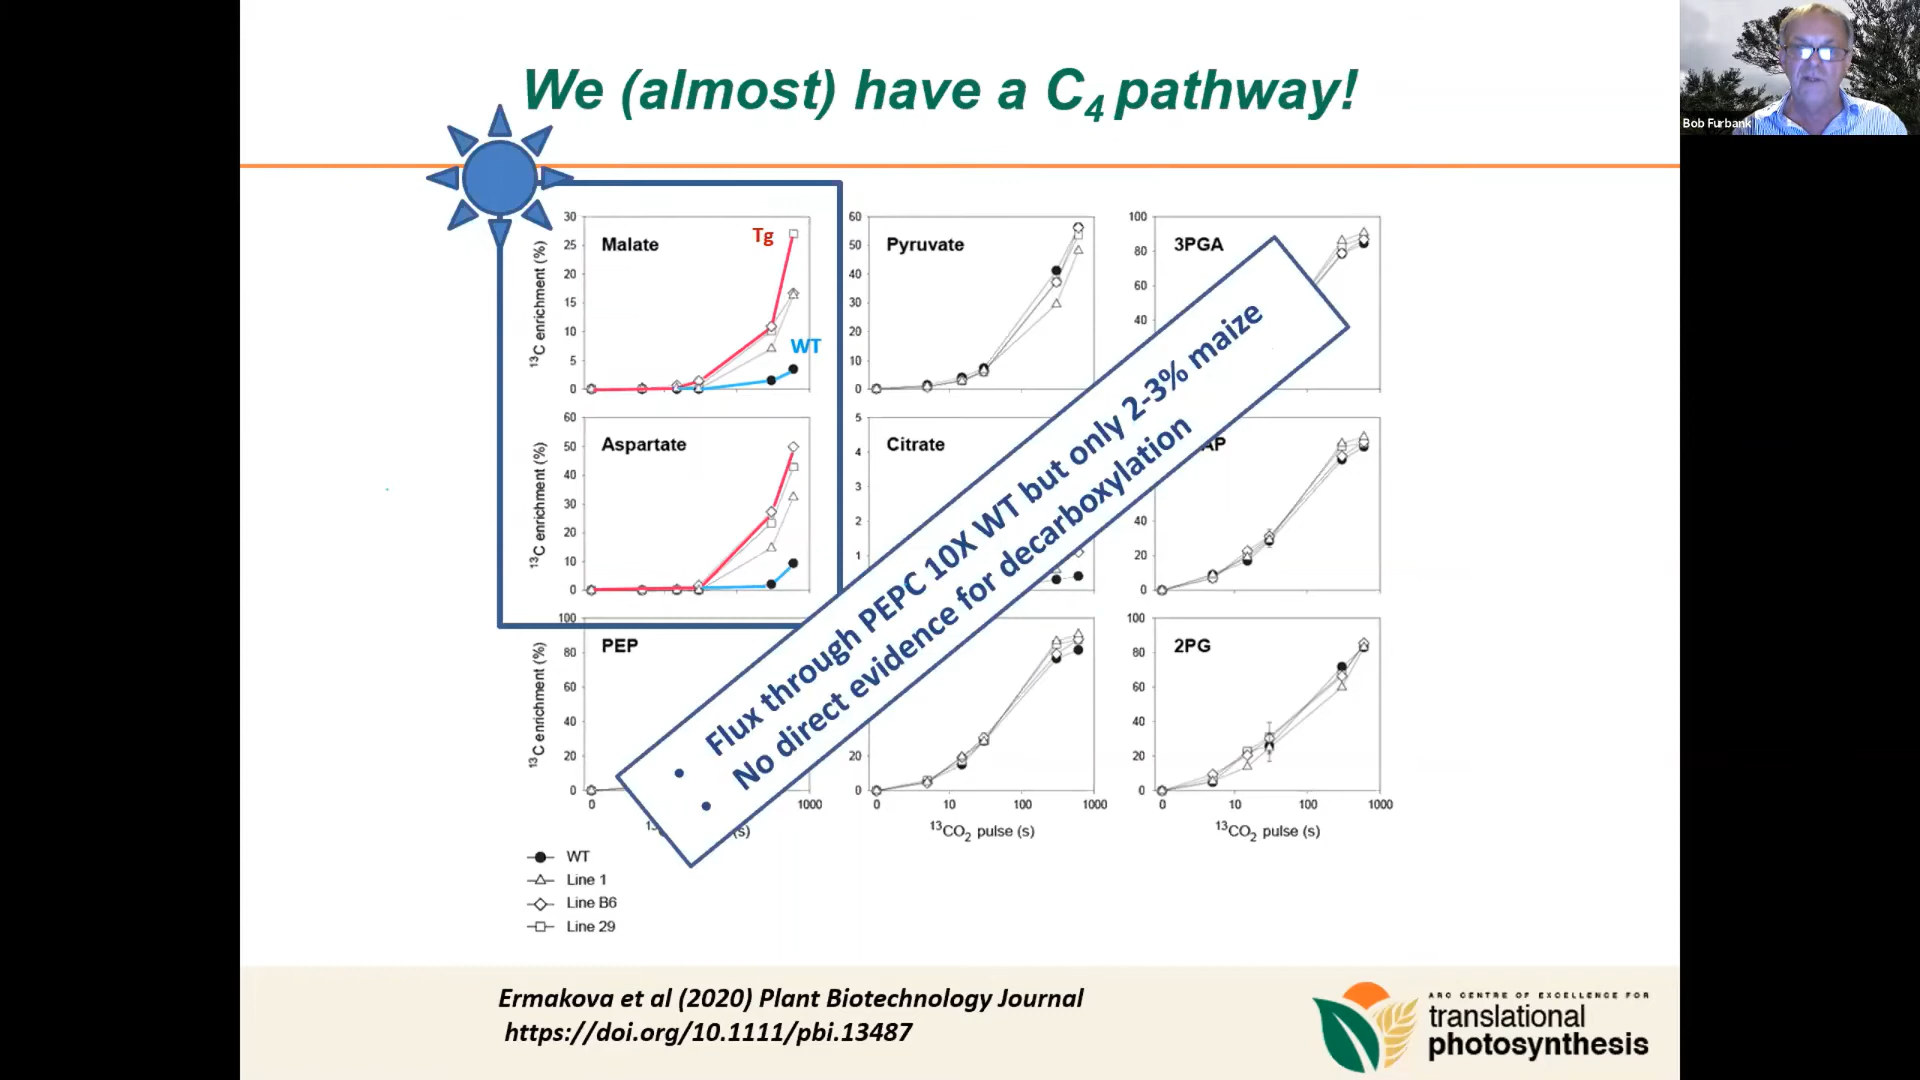 We (almost) have a C4 pathway!
Bob Furbank
30
25
20
15
10
5
0
13C enrichment (%)
Malate
Tg
WT
60
50
40
30
20
10
0
Pyruvate
100
80
60
40
3PGA
60
50
40
30
20
10
0
13C enrichment (%)
Aspartate
5
4
3
2
1
Citrate
AP
40
20
0
100
80
60
40
20
0
13C enrichment (%)
PEP
0
1000
(s)
20
0
0
10
100
1000
13CO2 pulse (s)
100
80
60
40
20
0
2PG
0
10
100
1000
13CO2 pulse (s)
• Flux through PEPC 10X WT but only 2-3% maize
• No direct evidence for decarboxylation
WT
Line 1
Line B6
Line 29
Ermakova et al (2020) Plant Biotechnology Journal
https://doi.org/10.1111/pbi.13487
ARC CENTRE OF EXCELLENCE FOR
translational
photosynthesis